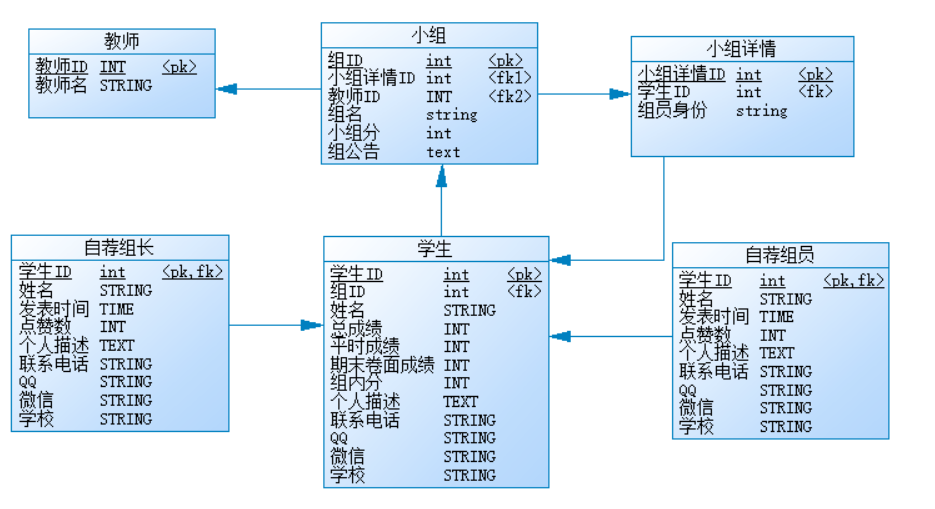 教师
教师ID INT <pk>
教师名 STRING
小组
组ID int <pk>
小组详情ID int <fk1>
教师ID INT <fk2>
组名 string
小组分 int
组公告 text
小组详情
小组详情ID int <pk>
学生ID int <fk>
组员身份 string
自荐组长
学生ID int <pk,fk>
姓名 STRING
发表时间 TIME
点赞数 INT
个人描述 TEXT
联系电话 STRING
QQ STRING
微信 STRING
学校 STRING
学生
学生ID int <pk>
组ID int <fk>
姓名 STRING
总成绩 INT
平时成绩 INT
期末卷面成绩 INT
组内分 INT
个人描述 TEXT
联系电话 STRING
QQ STRING
微信 STRING
学校 STRING
自荐组员
学生ID int <pk,fk>
姓名 STRING
发表时间 TIME
点赞数 INT
个人描述 TEXT
联系电话 STRING
QQ STRING
微信 STRING
学校 STRING